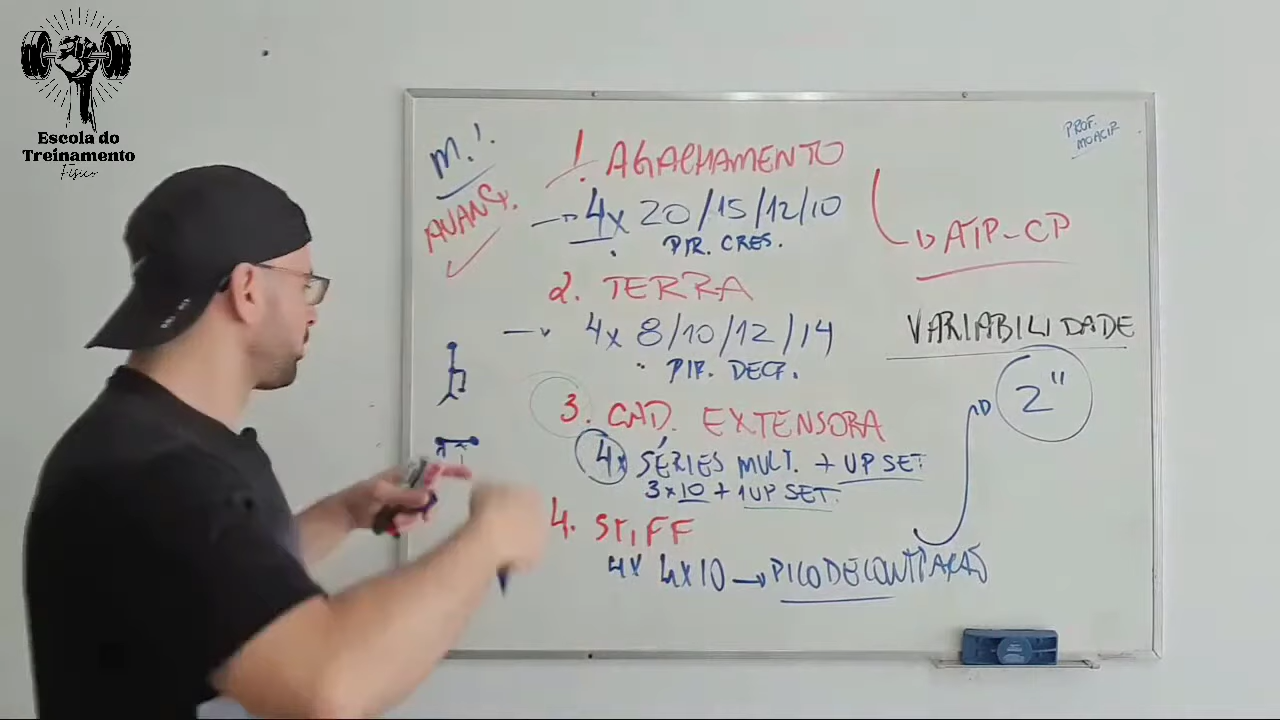 Escola do
Treinamento
Físico
PROF.
MOACIR
M.I.
AVANÇ.
1. AGACHAMENTO
4x 20/15/12/10
PIR. CRES.
ATP-CP
2. TERRA
4x 8/10/12/14
PIR. DECR.
VARIABILIDADE
2"
3. CAD. EXTENSORA
4x SÉRIES MULT. + UP SET
3x10 + 1 UP SET.
4. STIFF
4x 4x10 → PICO DE CONTRAÇÃO